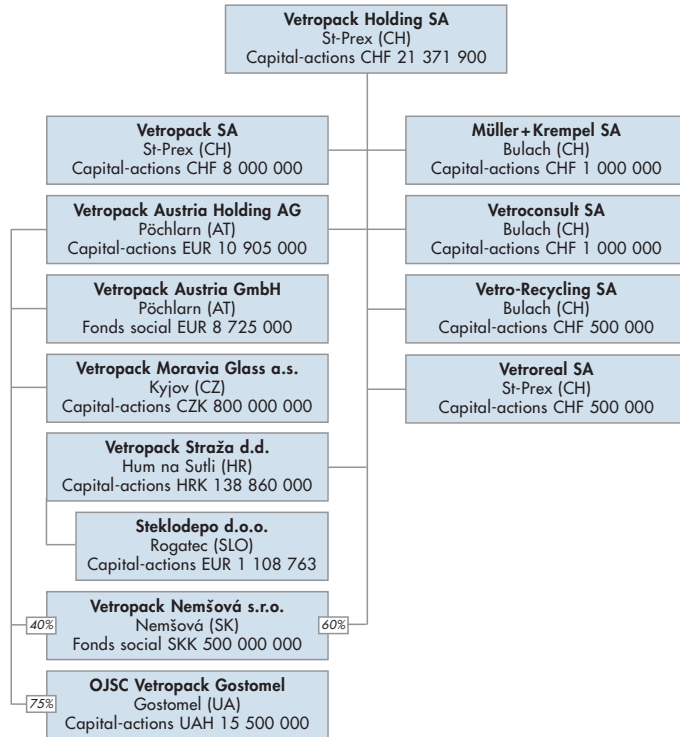 Vetropack Holding SA
St-Prex (CH)
Capital-actions CHF 21 371 900
Vetropack SA
St-Prex (CH)
Capital-actions CHF 8 000 000
Müller+Krempel SA
Bulach (CH)
Capital-actions CHF 1 000 000
Vetropack Austria Holding AG
Pöchlarn (AT)
Capital-actions EUR 10 905 000
Vetroconsult SA
Bulach (CH)
Capital-actions CHF 1 000 000
Vetropack Austria GmbH
Pöchlarn (AT)
Fonds social EUR 8 725 000
Vetro-Recycling SA
Bulach (CH)
Capital-actions CHF 500 000
Vetropack Moravia Glass a.s.
Kyjov (CZ)
Capital-actions CZK 800 000 000
Vetroreal SA
St-Prex (CH)
Capital-actions CHF 500 000
Vetropack Straža d.d.
Hum na Sutli (HR)
Capital-actions HRK 138 860 000
Steklodepo d.o.o.
Rogatec (SLO)
Capital-actions EUR 1 108 763
Vetropack Nemšová s.r.o.
40% Nemšová (SK) 60%
Fonds social SKK 500 000 000
OJSC Vetropack Gostomel
75% Gostomel (UA)
Capital-actions UAH 15 500 000